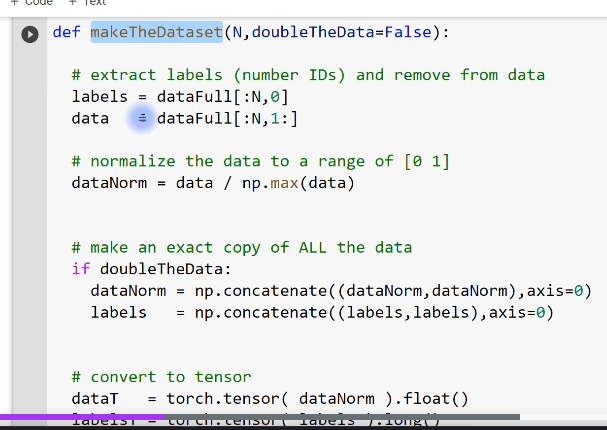 + Code + Text
def makeTheDataset(N,doubleTheData=False):
# extract labels (number IDs) and remove from data
labels = dataFull[:N,0]
data = dataFull[:N,1:]
# normalize the data to a range of [0 1]
dataNorm = data / np.max(data)
# make an exact copy of ALL the data
if doubleTheData:
dataNorm = np.concatenate((dataNorm,dataNorm),axis=0)
labels = np.concatenate((labels,labels),axis=0)
# convert to tensor
dataT = torch.tensor( dataNorm ).float()
labelsT = torch.tensor( labels ).long()